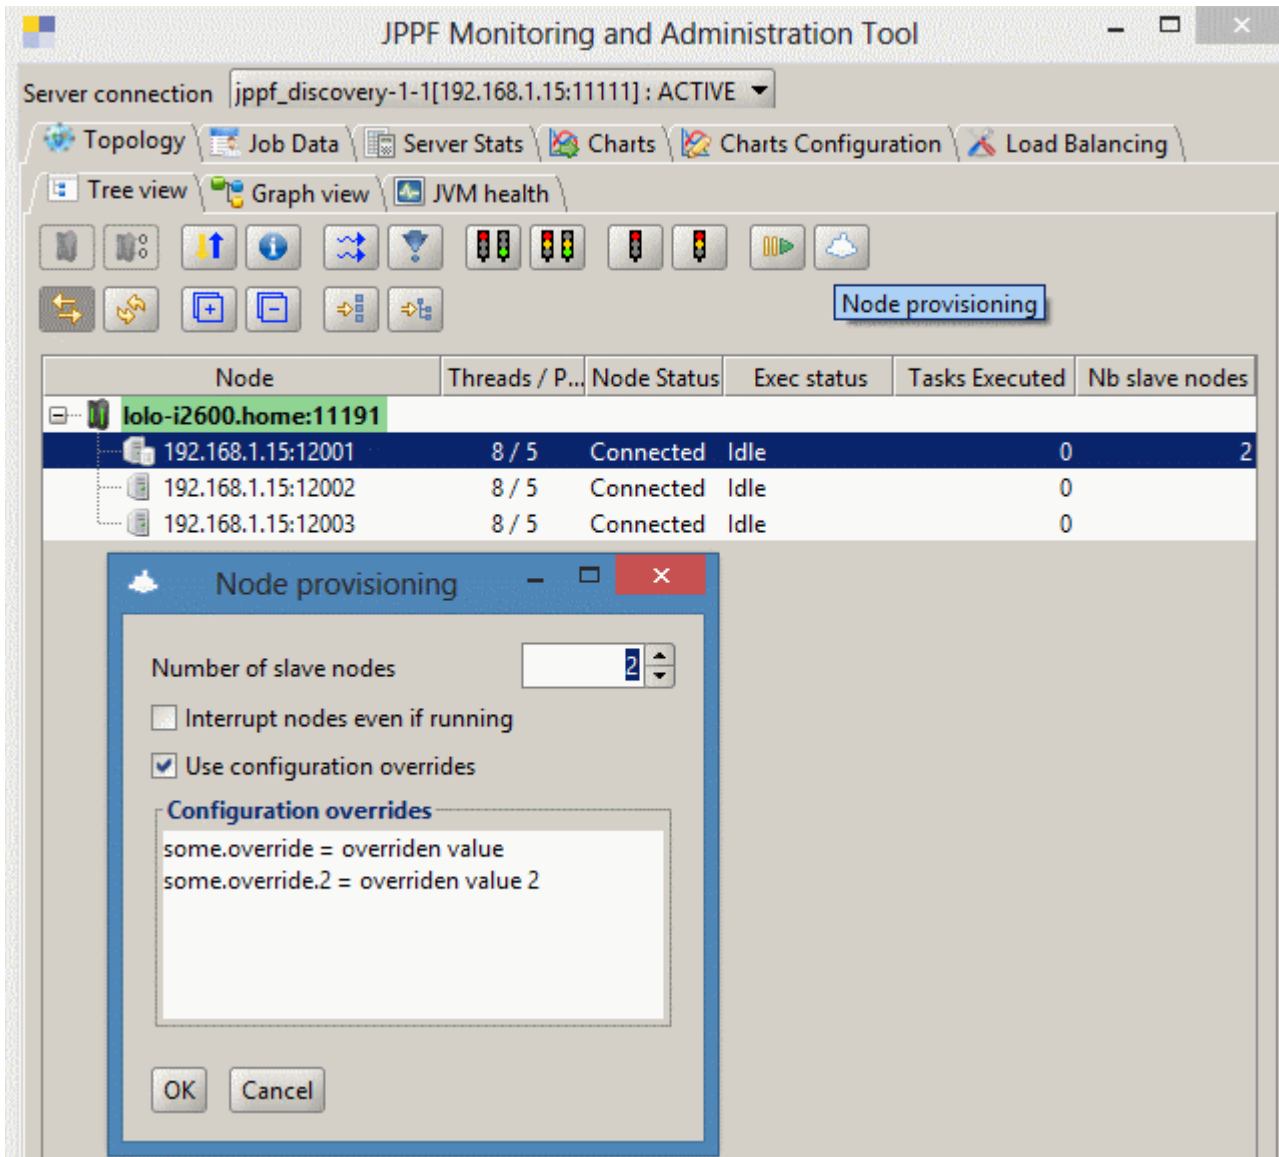 JPPF Monitoring and Administration Tool
Server connection jppf_discovery-1-1[192.168.1.15:11111] : ACTIVE
Topology Job Data Server Stats Charts Charts Configuration Load Balancing
Tree view Graph view JVM health
Node provisioning
Node Threads / P... Node Status Exec status Tasks Executed Nb slave nodes
lolo-i2600.home:11191
192.168.1.15:12001 8 / 5 Connected Idle 0 2
192.168.1.15:12002 8 / 5 Connected Idle 0
192.168.1.15:12003 8 / 5 Connected Idle 0
Node provisioning
Number of slave nodes 2
Interrupt nodes even if running
Use configuration overrides
Configuration overrides
some.override = overriden value
some.override.2 = overriden value 2
OK Cancel